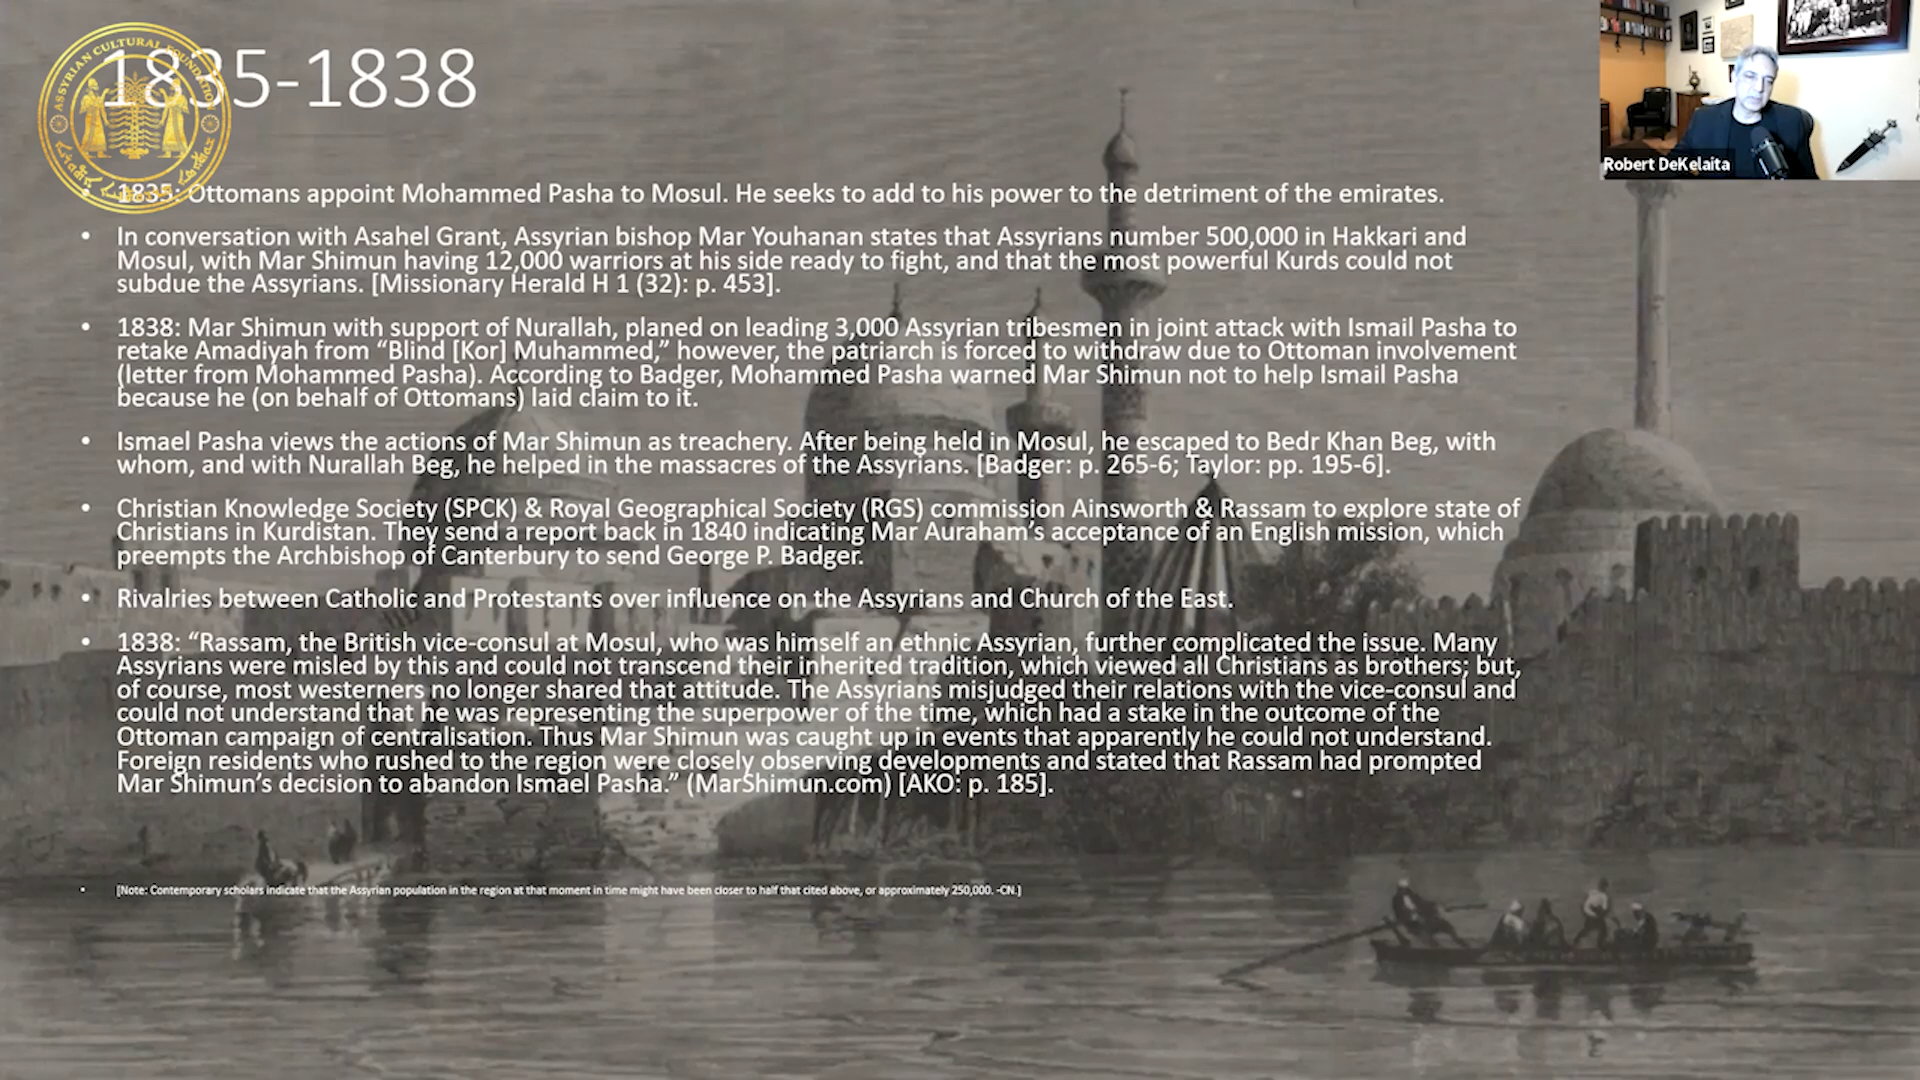 ASSYRIAN CULTURAL FOUNDATION
1835-1838
Robert DeKelaita
• 1835: Ottomans appoint Mohammed Pasha to Mosul. He seeks to add to his power to the detriment of the emirates.
• In conversation with Asahel Grant, Assyrian bishop Mar Youhanan states that Assyrians number 500,000 in Hakkari and
Mosul, with Mar Shimun having 12,000 warriors at his side ready to fight, and that the most powerful Kurds could not
subdue the Assyrians. [Missionary Herald H 1 (32): p. 453].
• 1838: Mar Shimun with support of Nurallah, planed on leading 3,000 Assyrian tribesmen in joint attack with Ismail Pasha to
retake Amadiyah from “Blind [Kor] Muhammed,” however, the patriarch is forced to withdraw due to Ottoman involvement
(letter from Mohammed Pasha). According to Badger, Mohammed Pasha warned Mar Shimun not to help Ismail Pasha
because he (on behalf of Ottomans) laid claim to it.
• Ismael Pasha views the actions of Mar Shimun as treachery. After being held in Mosul, he escaped to Bedr Khan Beg, with
whom, and with Nurallah Beg, he helped in the massacres of the Assyrians. [Badger: p. 265-6; Taylor: pp. 195-6].
• Christian Knowledge Society (SPCK) & Royal Geographical Society (RGS) commission Ainsworth & Rassam to explore state of
Christians in Kurdistan. They send a report back in 1840 indicating Mar Auraham’s acceptance of an English mission, which
preempts the Archbishop of Canterbury to send George P. Badger.
• Rivalries between Catholic and Protestants over influence on the Assyrians and Church of the East.
• 1838: “Rassam, the British vice-consul at Mosul, who was himself an ethnic Assyrian, further complicated the issue. Many
Assyrians were misled by this and could not transcend their inherited tradition, which viewed all Christians as brothers; but,
of course, most westerners no longer shared that attitude. The Assyrians misjudged their relations with the vice-consul and
could not understand that he was representing the superpower of the time, which had a stake in the outcome of the
Ottoman campaign of centralisation. Thus Mar Shimun was caught up in events that apparently he could not understand.
Foreign residents who rushed to the region were closely observing developments and stated that Rassam had prompted
Mar Shimun’s decision to abandon Ismael Pasha.” (MarShimun.com) [AKO: p. 185].
• [Note: Contemporary scholars indicate that the Assyrian population in the region at that moment in time might have been closer to half that cited above, or approximately 250,000. -CN.]